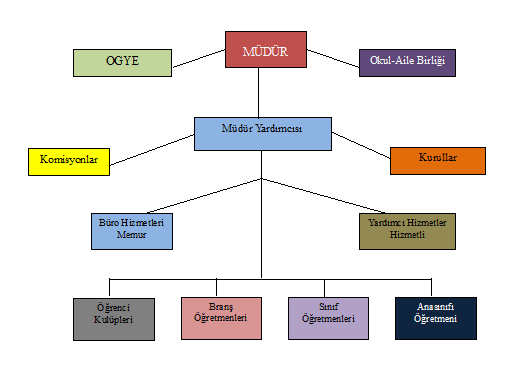 MÜDÜR
OGYE
Okul-Aile Birliği
Müdür Yardımcısı
Komisyonlar
Kurullar
Büro Hizmetleri
Memur
Yardımcı Hizmetler
Hizmetli
Öğrenci
Kulüpleri
Branş
Öğretmenleri
Sınıf
Öğretmenleri
Anasınıfı
Öğretmeni